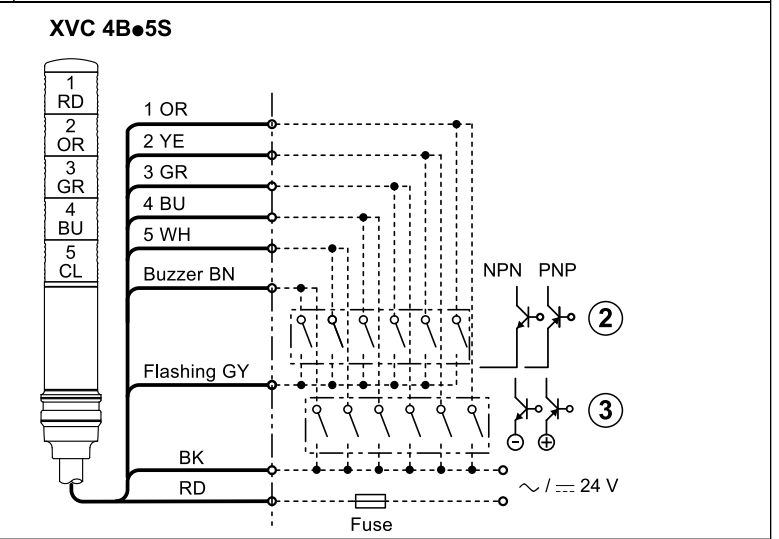 XVC 4B●5S
1
RD
2
OR
3
GR
4
BU
5
CL
1 OR
2 YE
3 GR
4 BU
5 WH
Buzzer BN
Flashing GY
BK
RD
Fuse
NPN PNP
2
3
- +
~ / ⎓ 24 V